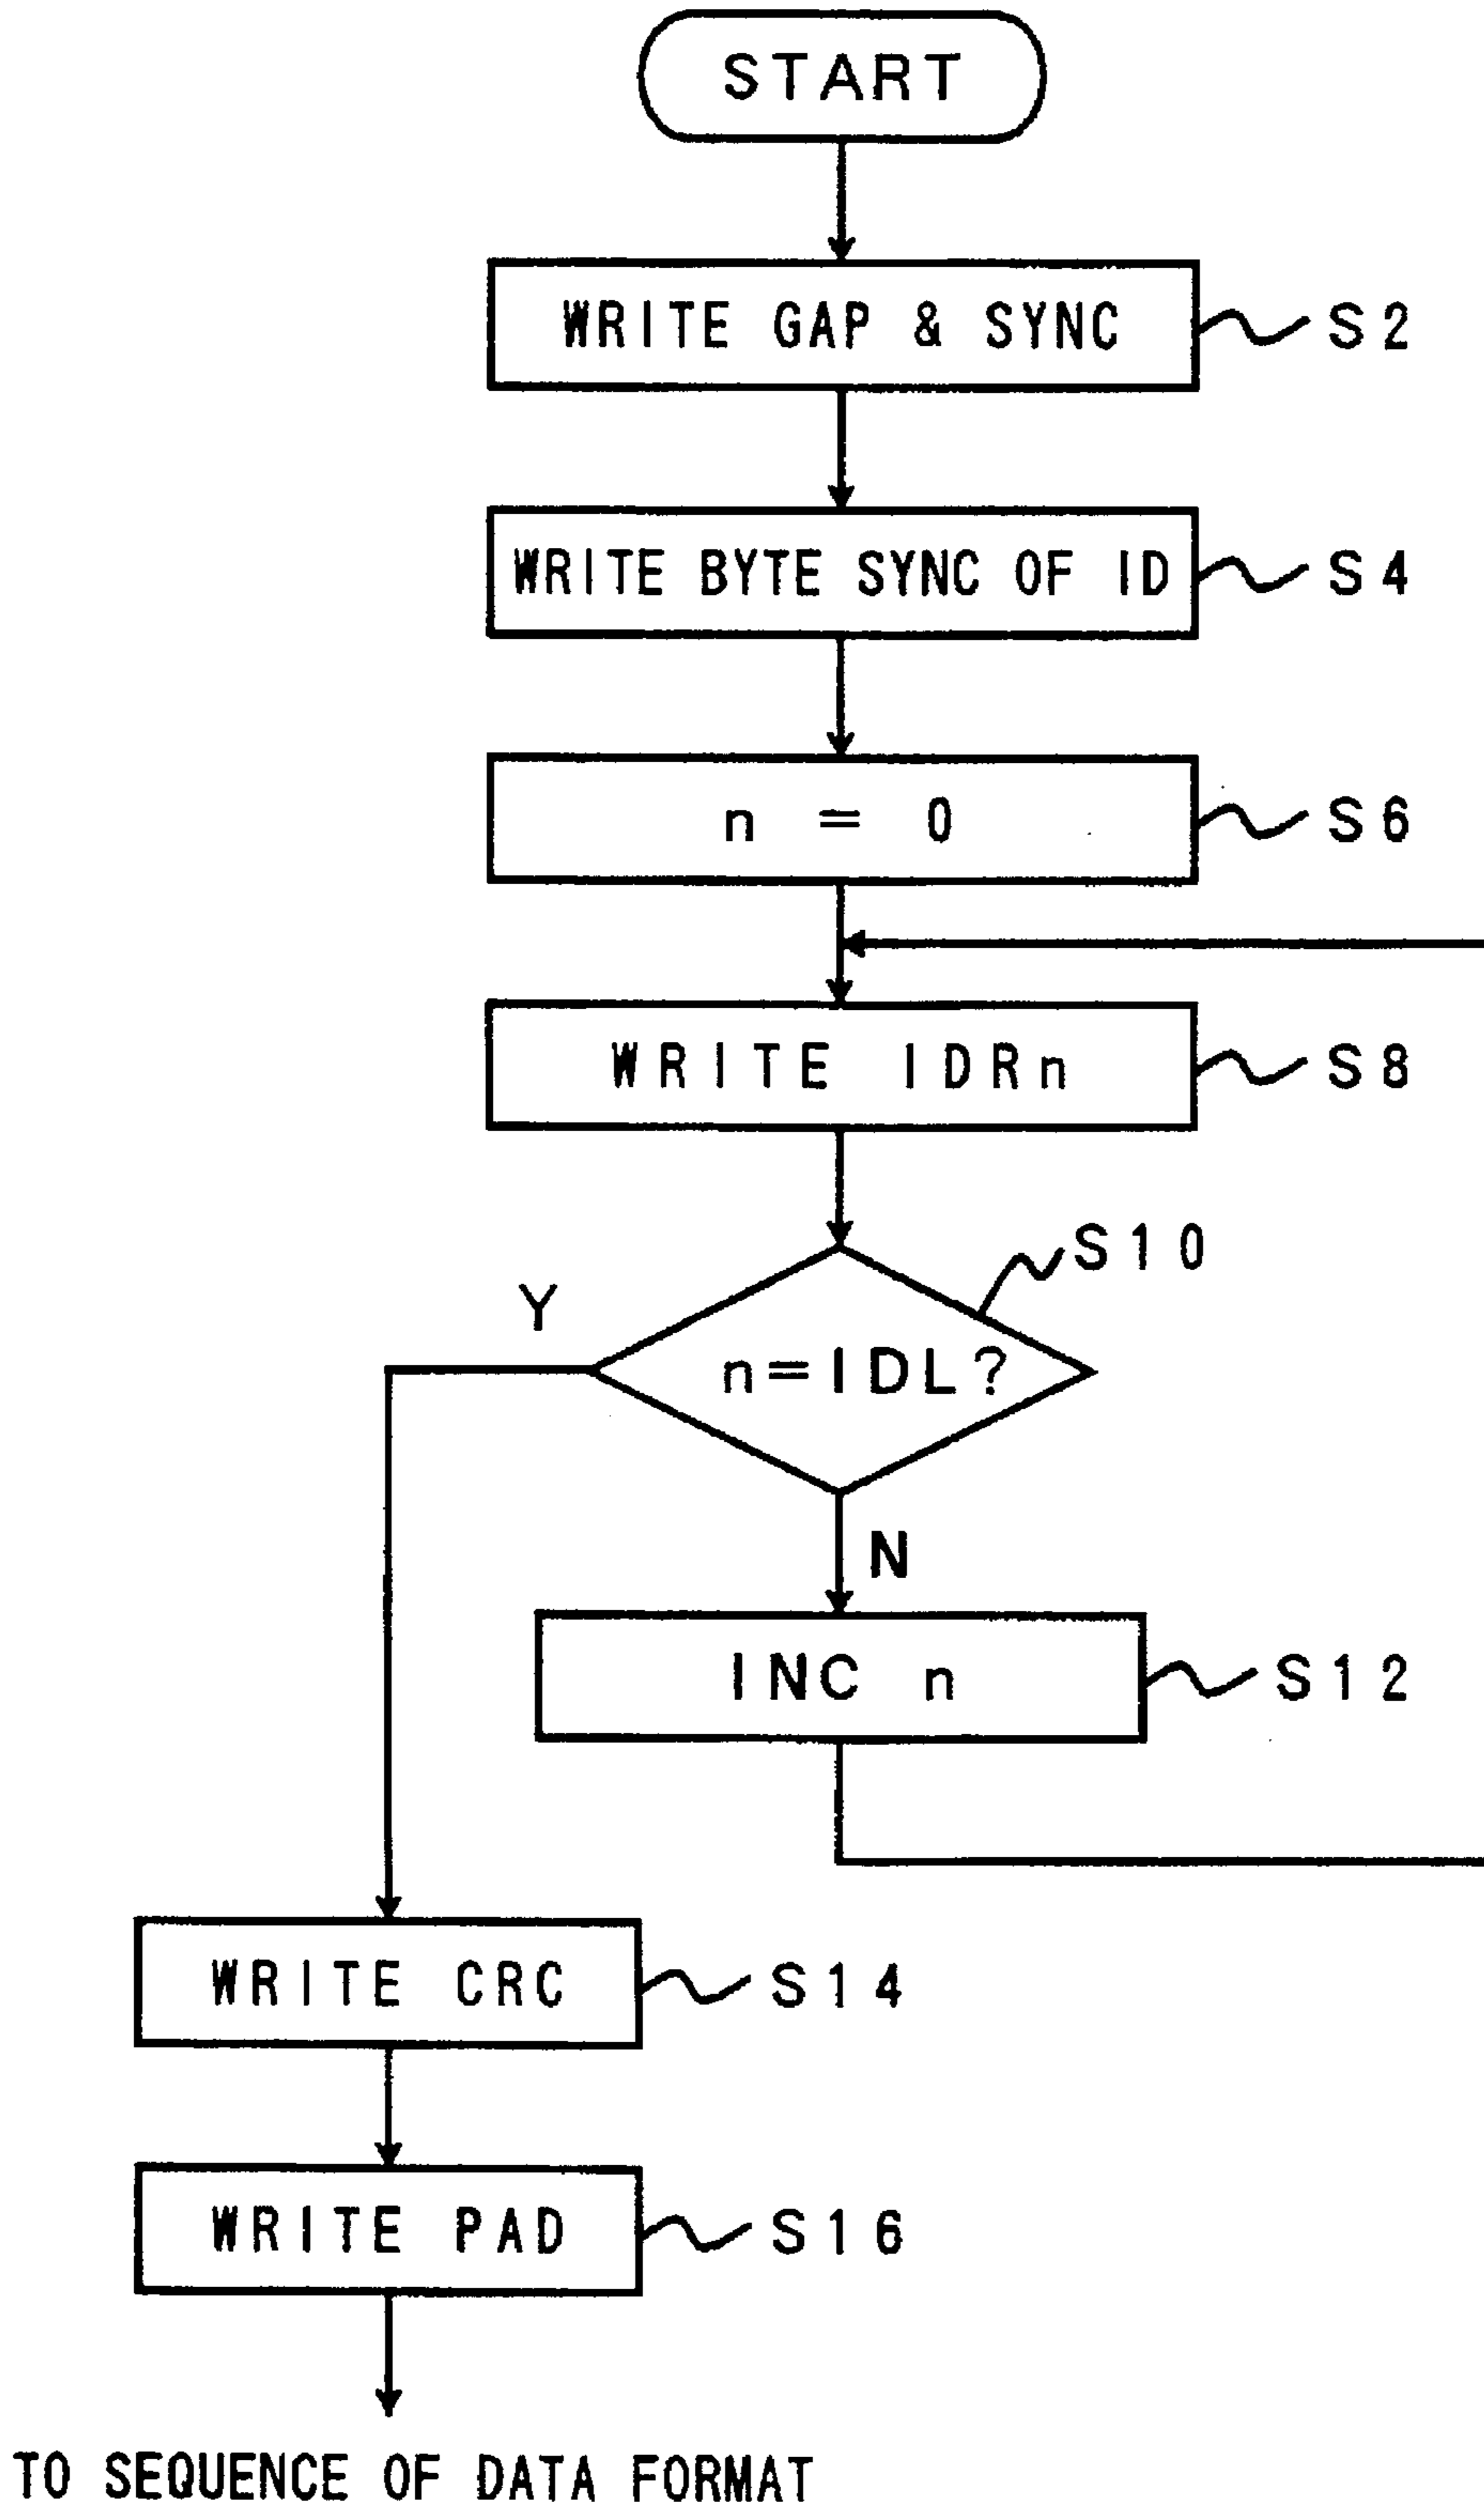 START
WRITE GAP & SYNC
S2
WRITE BYTE SYNC OF ID
S4
n = 0
S6
WRITE IDRn
S8
S10
Y
n=IDL?
N
INC n
S12
WRITE CRC
S14
WRITE PAD
S16
TO SEQUENCE OF DATA FORMAT